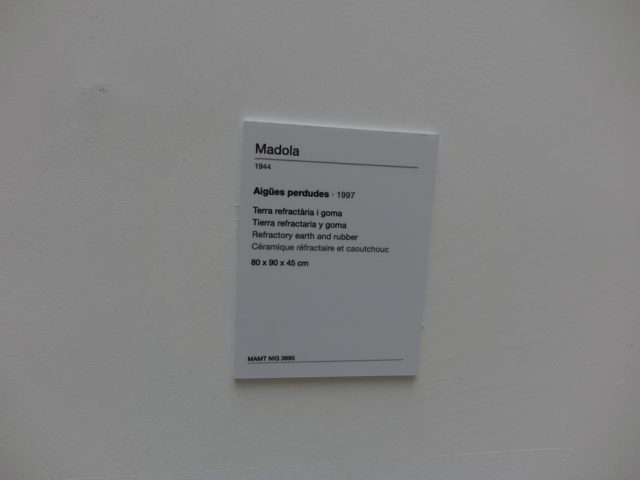 Madola
1944
Aigües perdudes · 1997
Terra refractària i goma
Tierra refractaria y goma
Refractory earth and rubber
Céramique réfractaire et caoutchouc
80 x 90 x 45 cm
MAMT NIG 3695